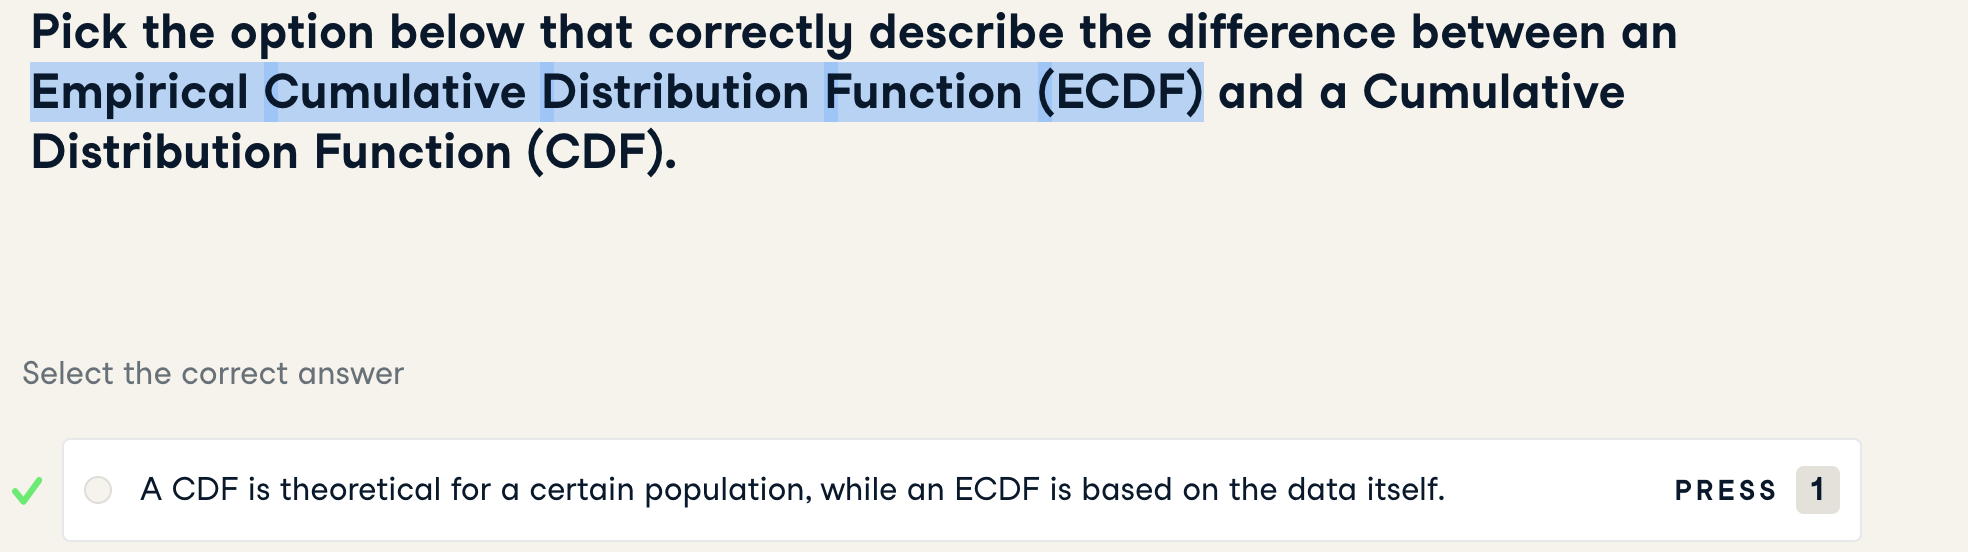 Pick the option below that correctly describe the difference between an
Empirical Cumulative Distribution Function (ECDF) and a Cumulative
Distribution Function (CDF).
Select the correct answer
A CDF is theoretical for a certain population, while an ECDF is based on the data itself. PRESS 1